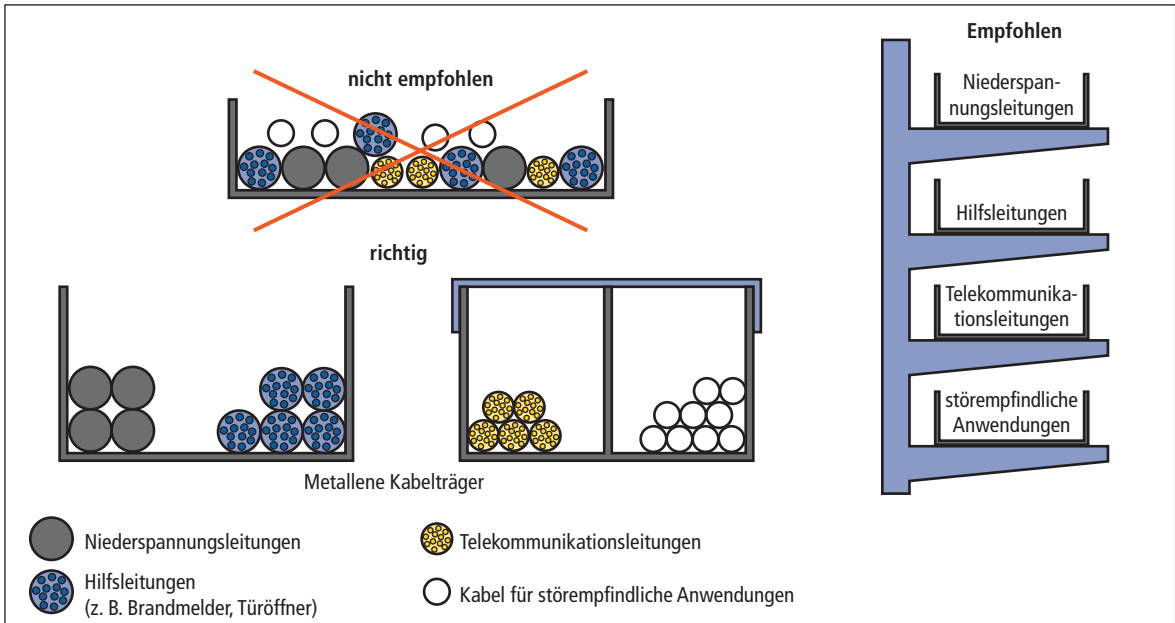 nicht empfohlen
richtig
Metallene Kabelträger
Empfohlen
Niederspan-
nungsleitungen
Hilfsleitungen
Telekommunika-
tionsleitungen
störempfindliche
Anwendungen
Niederspannungsleitungen
Hilfsleitungen
(z. B. Brandmelder, Türöffner)
Telekommunikationsleitungen
Kabel für störempfindliche Anwendungen